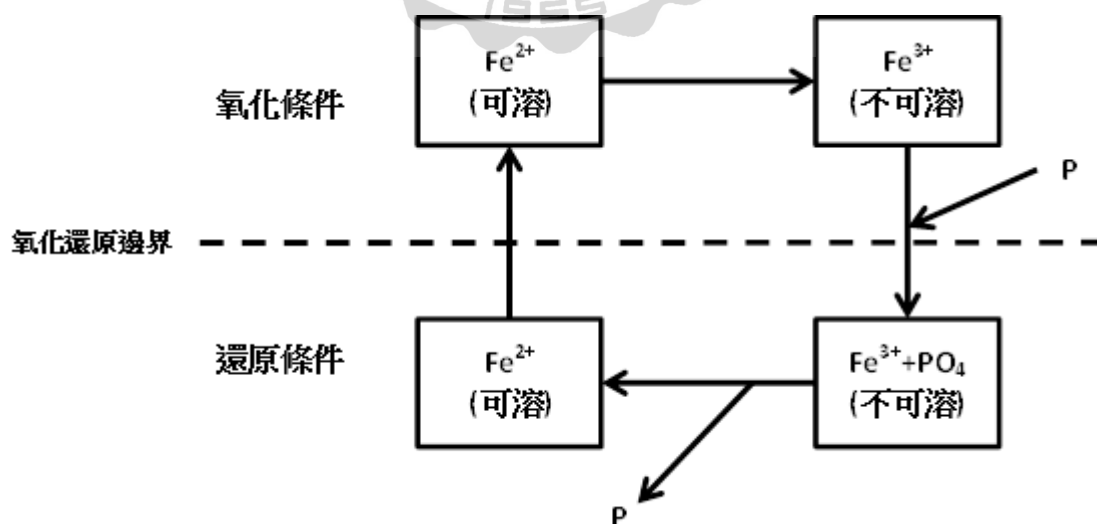 Fe²⁺
(可溶)
Fe³⁺
(不可溶)
氧化條件
P
氧化還原邊界
還原條件
Fe²⁺
(可溶)
Fe³⁺+PO₄
(不可溶)
P